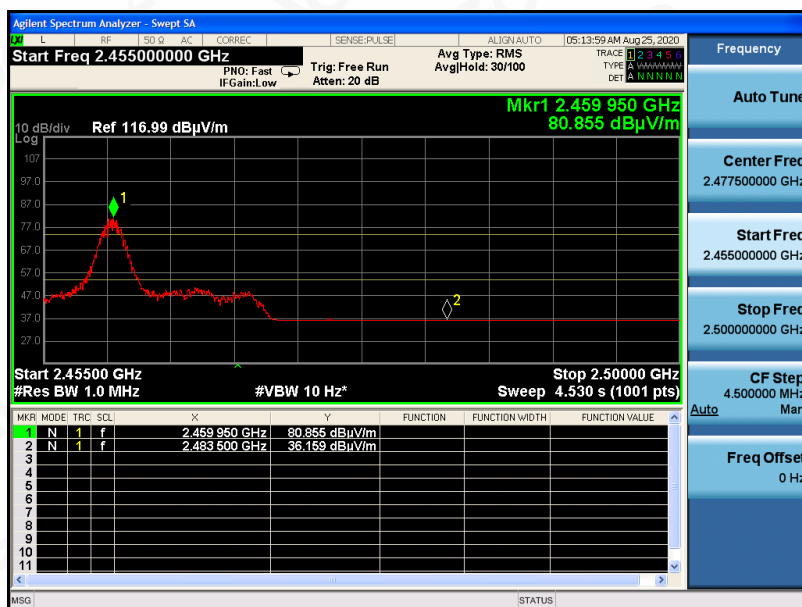 Agilent Spectrum Analyzer - Swept SA
LXI L RF 50 Ω AC CORREC SENSE:PULSE ALIGN AUTO 05:13:59 AM Aug 25, 2020
Start Freq 2.455000000 GHz
PNO: Fast
IFGain:Low
Trig: Free Run
Atten: 20 dB
Avg Type: RMS
Avg|Hold: 30/100
TRACE 1 2 3 4 5 6
TYPE A WWWWW
DET A N N N N N
Mkr1 2.459 950 GHz
80.855 dBµV/m
10 dB/div Ref 116.99 dBµV/m
Log
107
97.0
87.0
77.0
67.0
57.0
47.0
37.0
27.0
1
2
Start 2.45500 GHz Stop 2.50000 GHz
#Res BW 1.0 MHz #VBW 10 Hz* Sweep 4.530 s (1001 pts)
MKR MODE TRC SCL X Y FUNCTION FUNCTION WIDTH FUNCTION VALUE
1 N 1 f 2.459 950 GHz 80.855 dBµV/m
2 N 1 f 2.483 500 GHz 36.159 dBµV/m
3
4
5
6
7
8
9
10
11
MSG STATUS
Frequency
Auto Tune
Center Freq
2.477500000 GHz
Start Freq
2.455000000 GHz
Stop Freq
2.500000000 GHz
CF Step
4.500000 MHz
Auto Man
Freq Offset
0 Hz